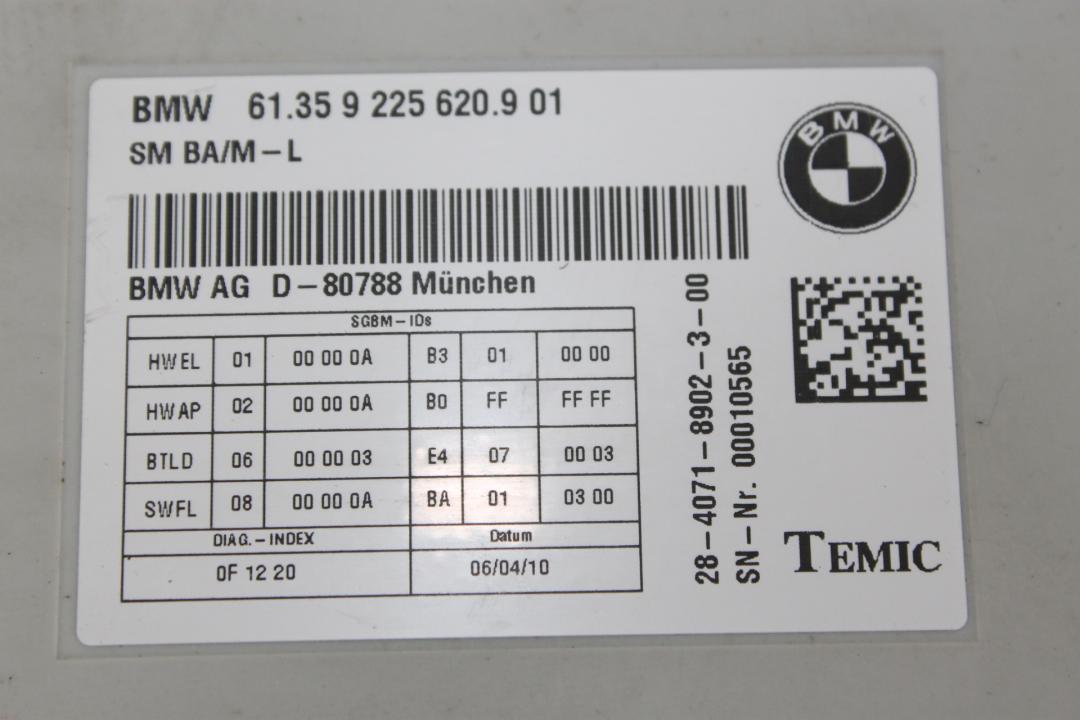 BMW 61.35 9 225 620.9 01
SM BA/M-L
BMW
BMW AG D-80788 München
SGBM-IDs
HWEL 01 00 00 0A B3 01 00 00
HWAP 02 00 00 0A B0 FF FF FF
BTLD 06 00 00 03 E4 07 00 03
SWFL 08 00 00 0A BA 01 03 00
DIAG.-INDEX Datum
0F 12 20 06/04/10
28-4071-8902-3-00
SN-Nr. 00010565
TEMIC